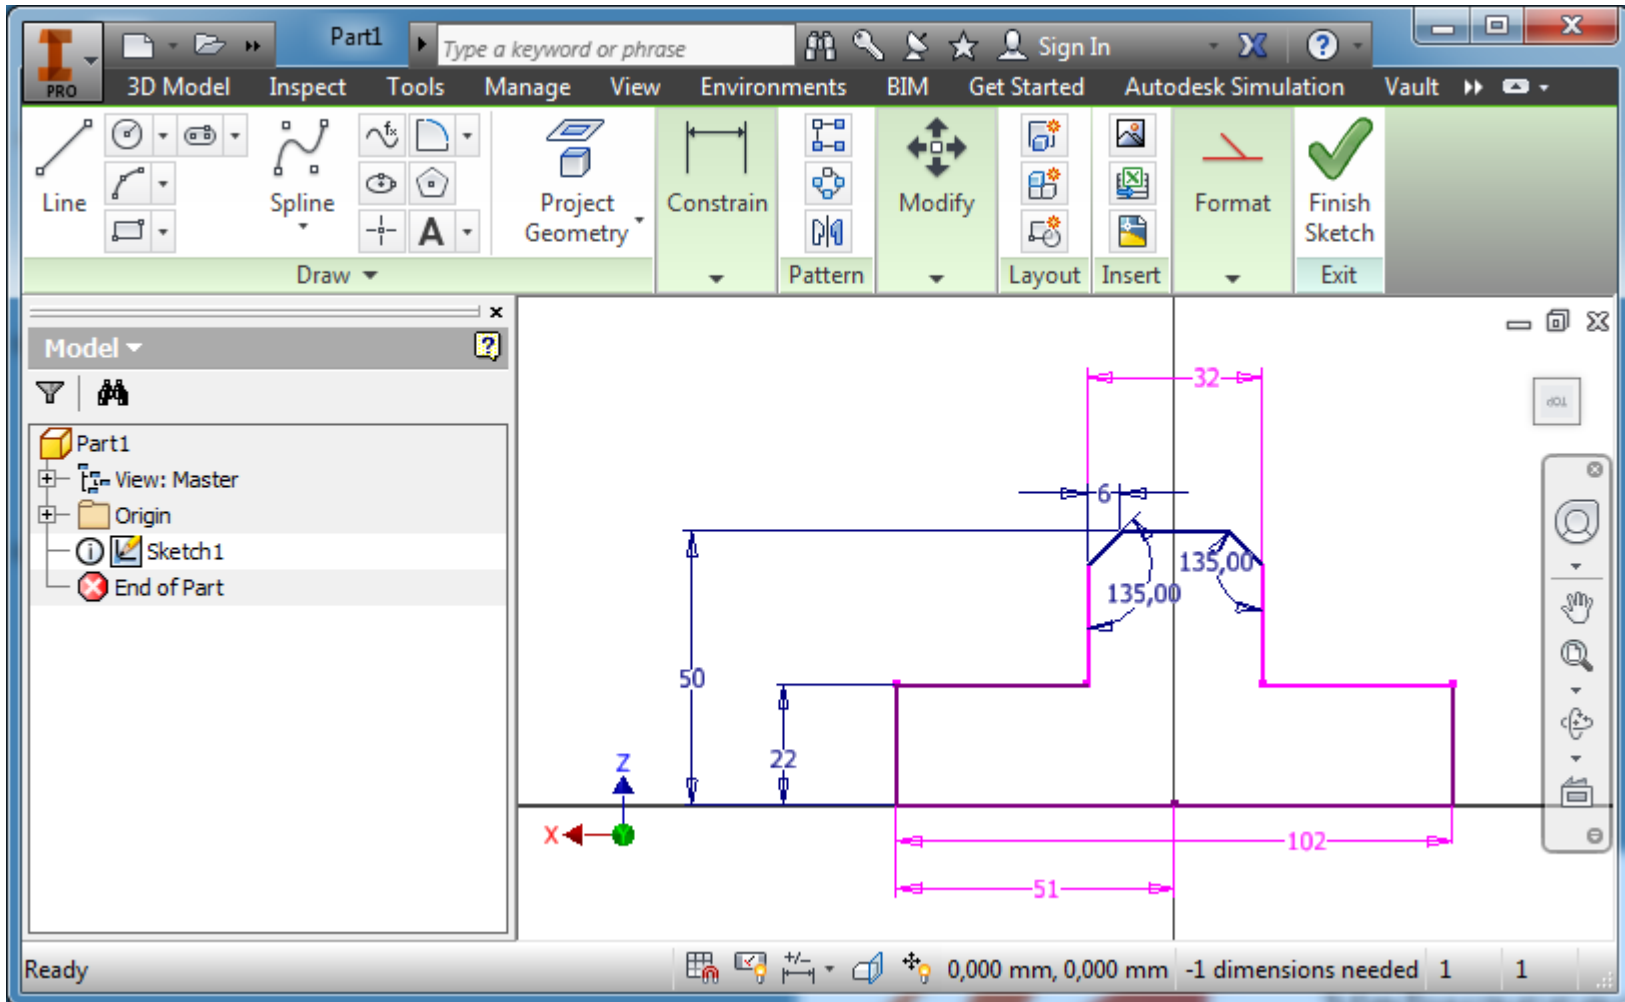 PRO
Part1
Type a keyword or phrase
Sign In
3D Model Inspect Tools Manage View Environments BIM Get Started Autodesk Simulation Vault
Line
Spline
fx
A
Draw
Project
Geometry
Constrain
Pattern
Modify
Layout
Insert
Format
Finish
Sketch
Exit
Model
Part1
View: Master
Origin
Sketch1
End of Part
TOP
32
6
135,00
135,00
50
22
Z
X
102
51
Ready
0,000 mm, 0,000 mm -1 dimensions needed 1 1